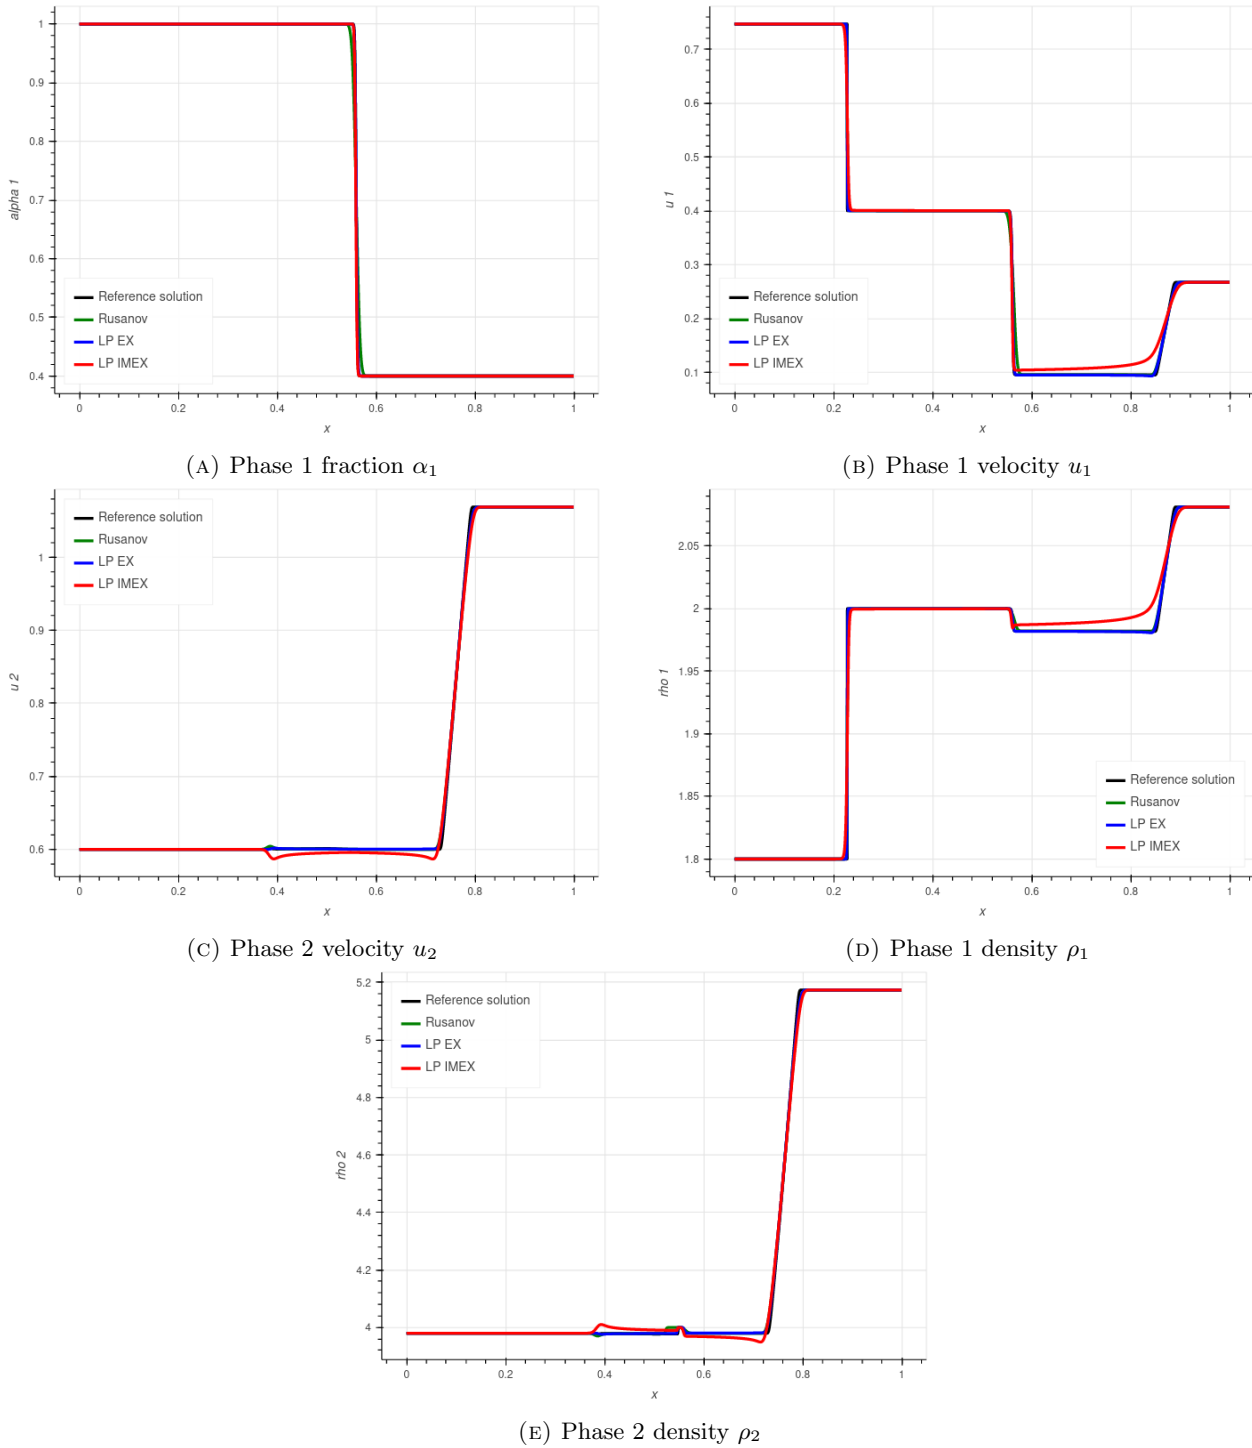 1
0.9
0.8
0.7
0.6
0.5
0.4
alpha 1
Reference solution
Rusanov
LP EX
LP IMEX
0
0.2
0.4
0.6
0.8
1
x
(A) Phase 1 fraction α₁
0.7
0.6
0.5
0.4
0.3
0.2
0.1
u 1
Reference solution
Rusanov
LP EX
LP IMEX
0
0.2
0.4
0.6
0.8
1
x
(B) Phase 1 velocity u₁
1
0.9
0.8
0.7
0.6
u 2
Reference solution
Rusanov
LP EX
LP IMEX
0
0.2
0.4
0.6
0.8
1
x
(C) Phase 2 velocity u₂
2.05
2
1.95
1.9
1.85
1.8
rho 1
Reference solution
Rusanov
LP EX
LP IMEX
0
0.2
0.4
0.6
0.8
1
x
(D) Phase 1 density ρ₁
5.2
5
4.8
4.6
4.4
4.2
4
rho 2
Reference solution
Rusanov
LP EX
LP IMEX
0
0.2
0.4
0.6
0.8
1
x
(E) Phase 2 density ρ₂